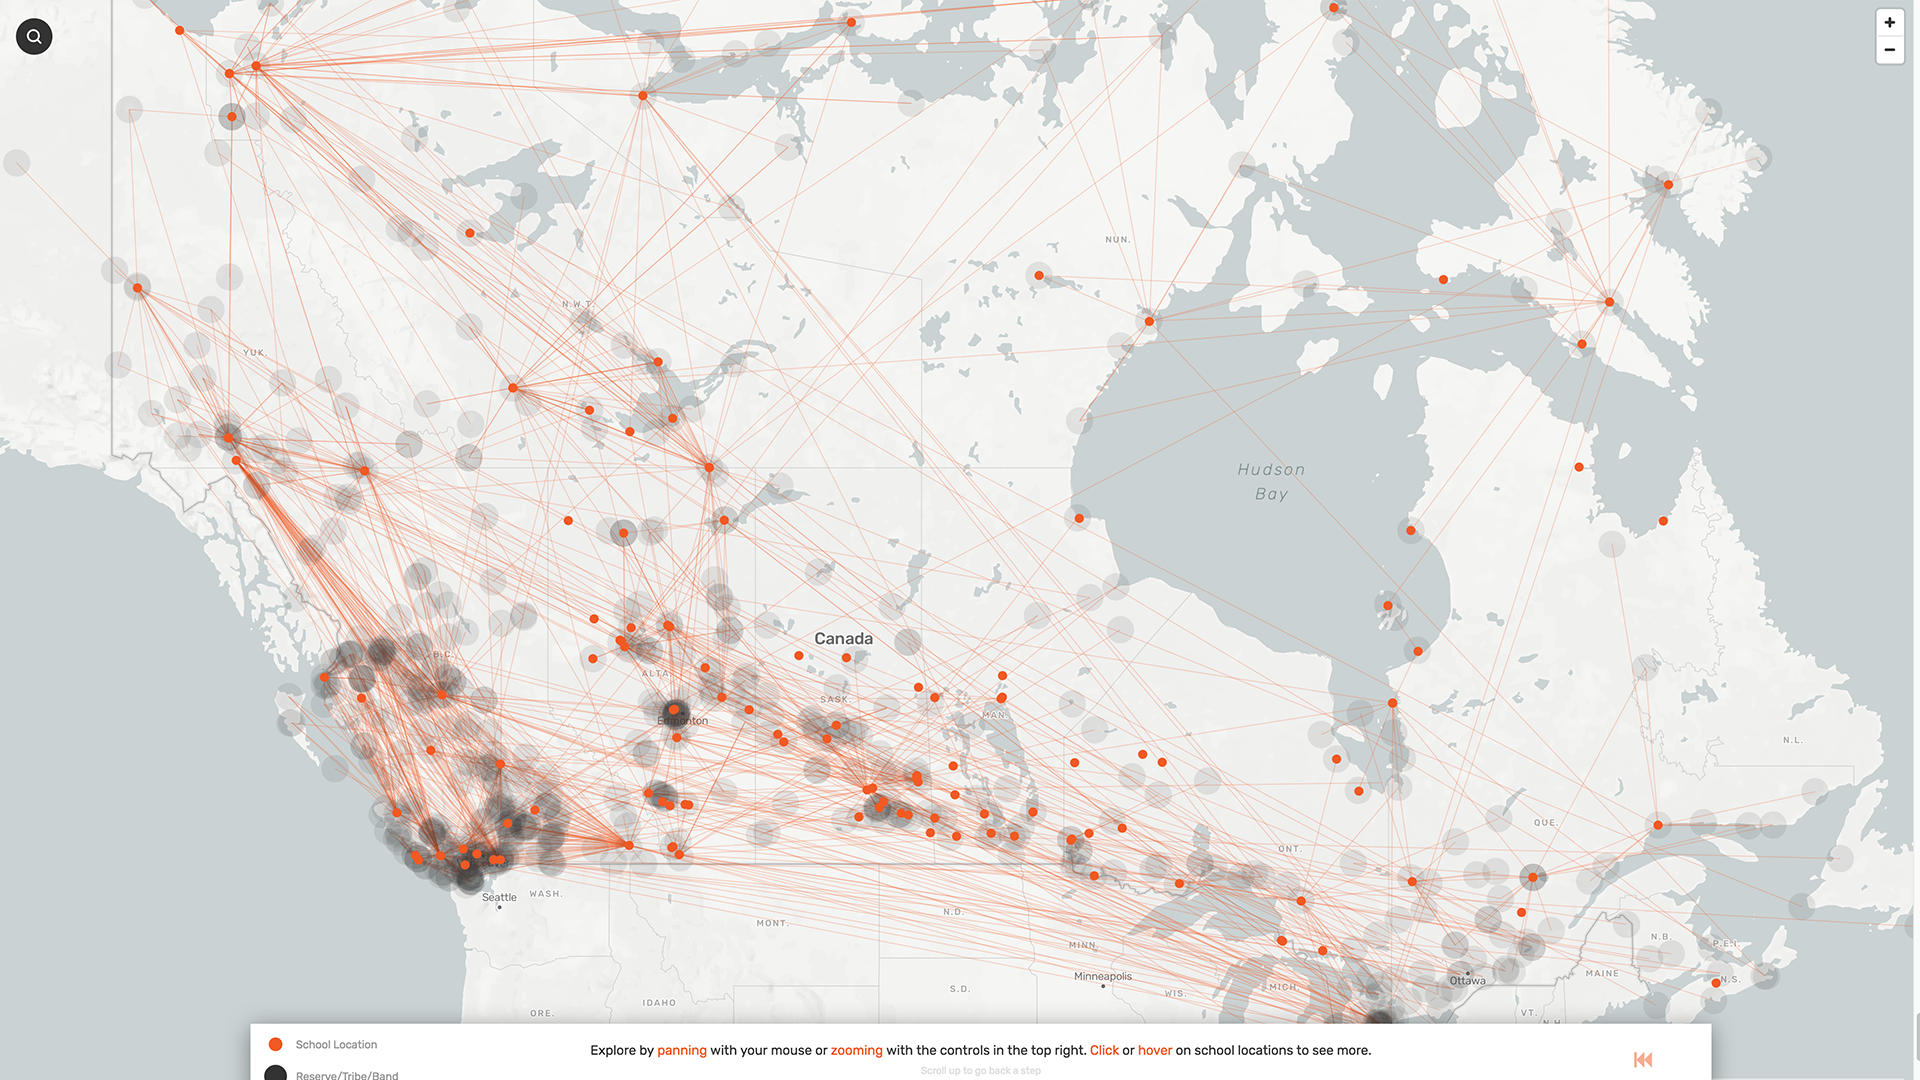 +
−
NUN.
N.W.T.
YUK.
Hudson
Bay
Canada
B.C.
ALTA.
SASK.
MAN.
Edmonton
N.L.
QUE.
ONT.
Seattle
WASH.
N.D.
MONT.
MINN.
N.B.
P.E.I.
Minneapolis
Ottawa
MAINE
N.S.
S.D.
WIS.
MICH.
IDAHO
ORE.
VT.
N.H.
School Location
Explore by panning with your mouse or zooming with the controls in the top right. Click or hover on school locations to see more.
Scroll up to go back a step
Reserve/Tribe/Band